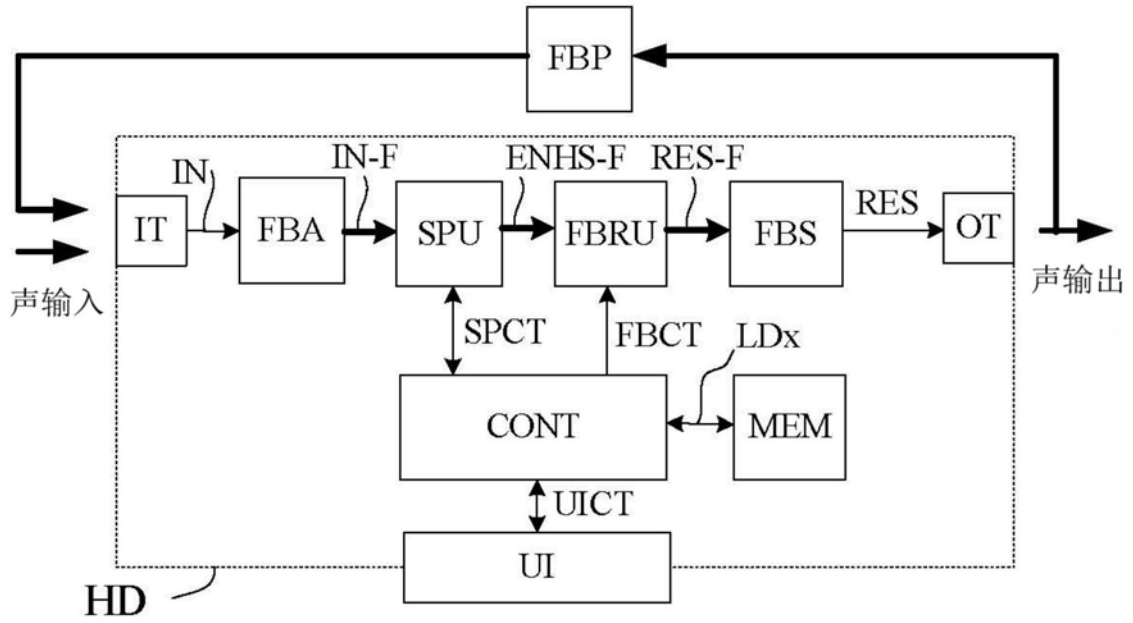 FBP
IN
IN-F
ENHS-F
RES-F
RES
IT
FBA
SPU
FBRU
FBS
OT
声输入
声输出
SPCT
FBCT
LDx
CONT
MEM
UICT
UI
HD